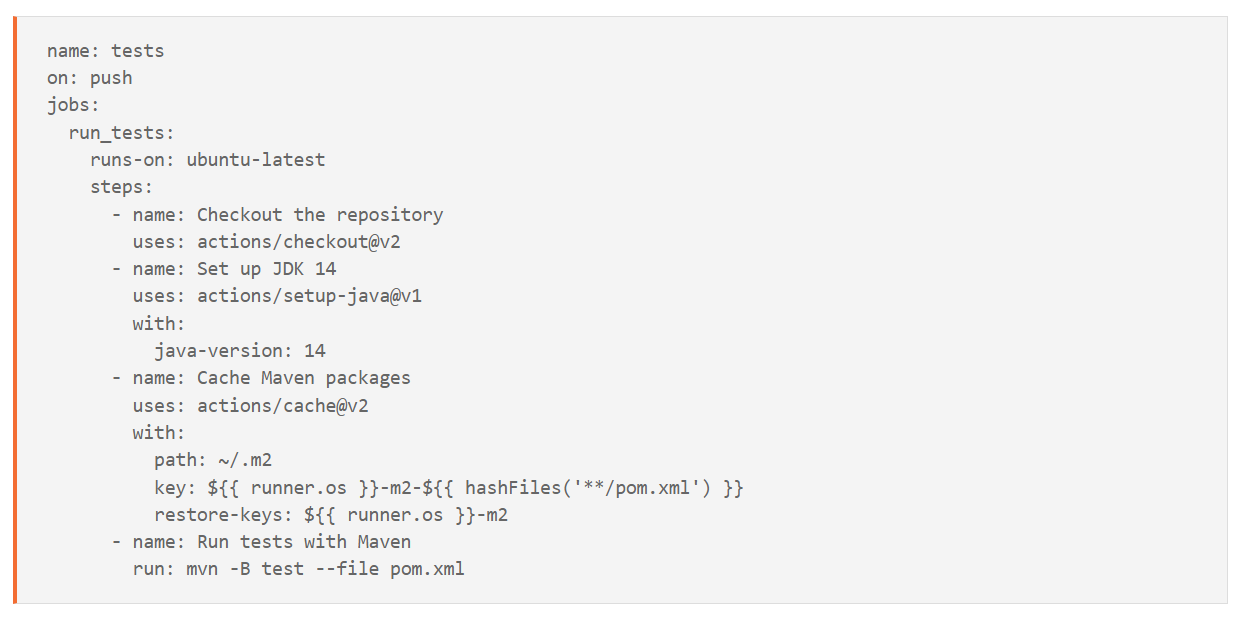 name: tests
on: push
jobs:
  run_tests:
    runs-on: ubuntu-latest
    steps:
      - name: Checkout the repository
        uses: actions/checkout@v2
      - name: Set up JDK 14
        uses: actions/setup-java@v1
        with:
          java-version: 14
      - name: Cache Maven packages
        uses: actions/cache@v2
        with:
          path: ~/.m2
          key: ${{ runner.os }}-m2-${{ hashFiles('**/pom.xml') }}
          restore-keys: ${{ runner.os }}-m2
      - name: Run tests with Maven
        run: mvn -B test --file pom.xml